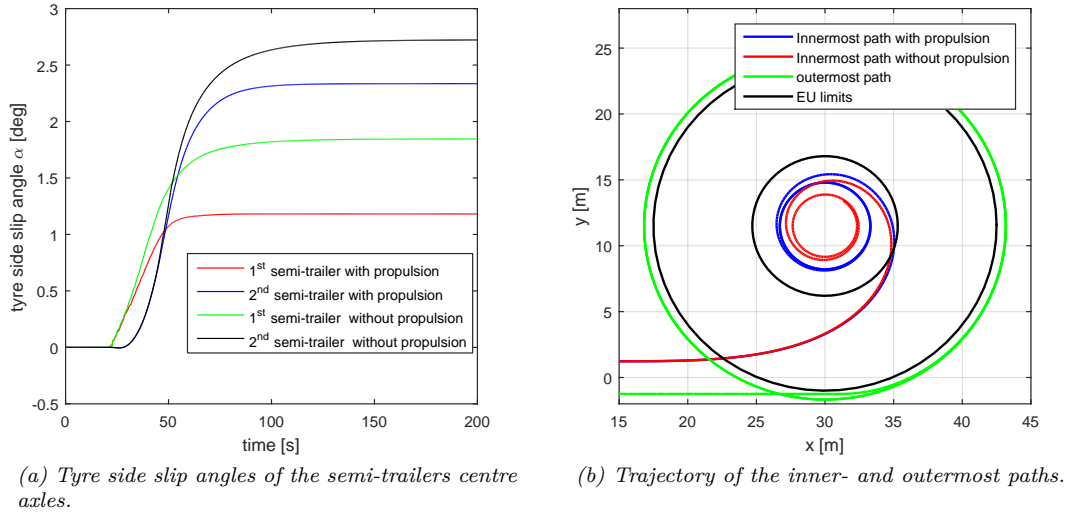 3
2.5
2
1.5
1
0.5
0
-0.5
tyre side slip angle α [deg]
1st semi-trailer with propulsion
2nd semi-trailer with propulsion
1st semi-trailer  without propulsion
2nd semi-trailer  without propulsion
0
50
100
150
200
time [s]
(a) Tyre side slip angles of the semi-trailers centre
axles.
25
20
15
10
5
0
y [m]
Innermost path with propulsion
Innermost path without propulsion
outermost path
EU limits
15
20
25
30
35
40
45
x [m]
(b) Trajectory of the inner- and outermost paths.